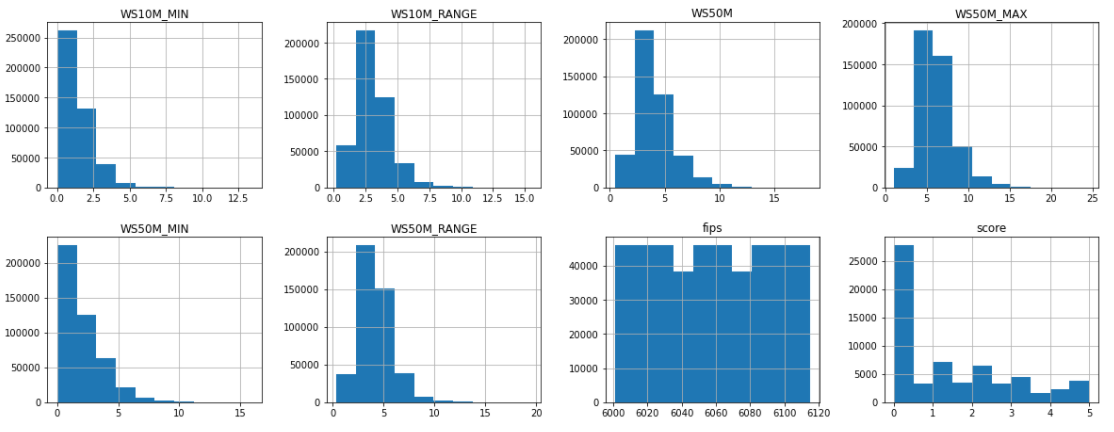 WS10M_MIN
250000
200000
150000
100000
50000
0
0.0 2.5 5.0 7.5 10.0 12.5
WS10M_RANGE
200000
150000
100000
50000
0
0.0 2.5 5.0 7.5 10.0 12.5 15.0
WS50M
200000
150000
100000
50000
0
0 5 10 15
WS50M_MAX
200000
150000
100000
50000
0
0 5 10 15 20 25
WS50M_MIN
200000
150000
100000
50000
0
0 5 10 15
WS50M_RANGE
200000
150000
100000
50000
0
0 5 10 15 20
fips
40000
30000
20000
10000
0
6000 6020 6040 6060 6080 6100 6120
score
25000
20000
15000
10000
5000
0
0 1 2 3 4 5